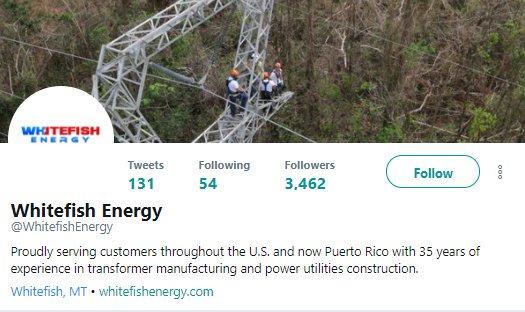 WHITEFISH
ENERGY
Tweets Following Followers
131 54 3,462
Follow
Whitefish Energy
@WhitefishEnergy
Proudly serving customers throughout the U.S. and now Puerto Rico with 35 years of
experience in transformer manufacturing and power utilities construction.
Whitefish, MT • whitefishenergy.com